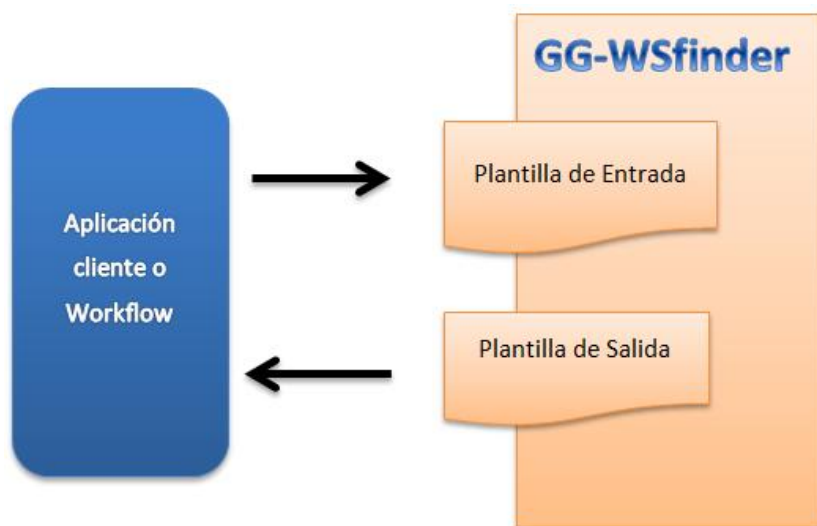 GG-WSfinder
Plantilla de Entrada
Aplicación
cliente o
Workflow
Plantilla de Salida